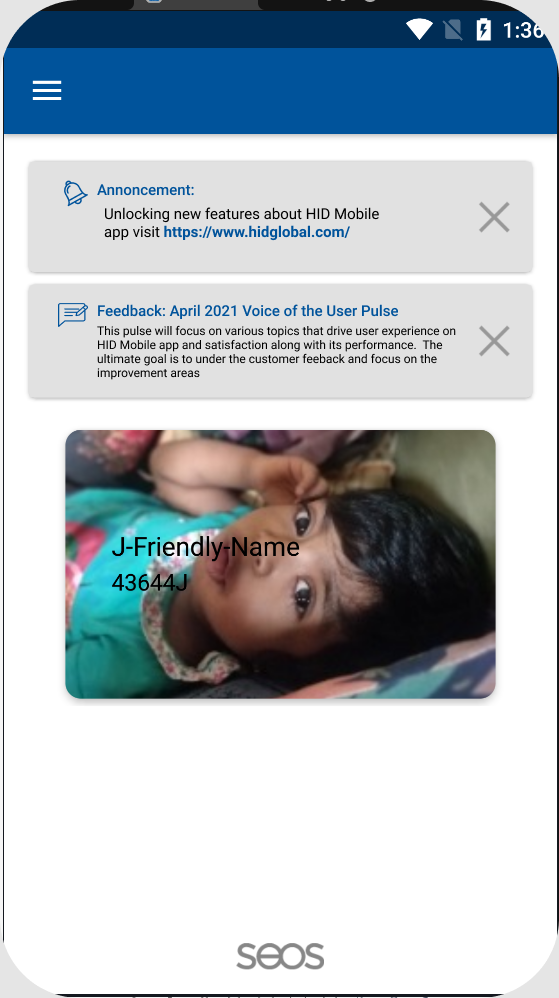 1:36
Annoncement:
Unlocking new features about HID Mobile
app visit https://www.hidglobal.com/
Feedback: April 2021 Voice of the User Pulse
This pulse will focus on various topics that drive user experience on
HID Mobile app and satisfaction along with its performance. The
ultimate goal is to under the customer feeback and focus on the
improvement areas
J-Friendly-Name
43644J
seos